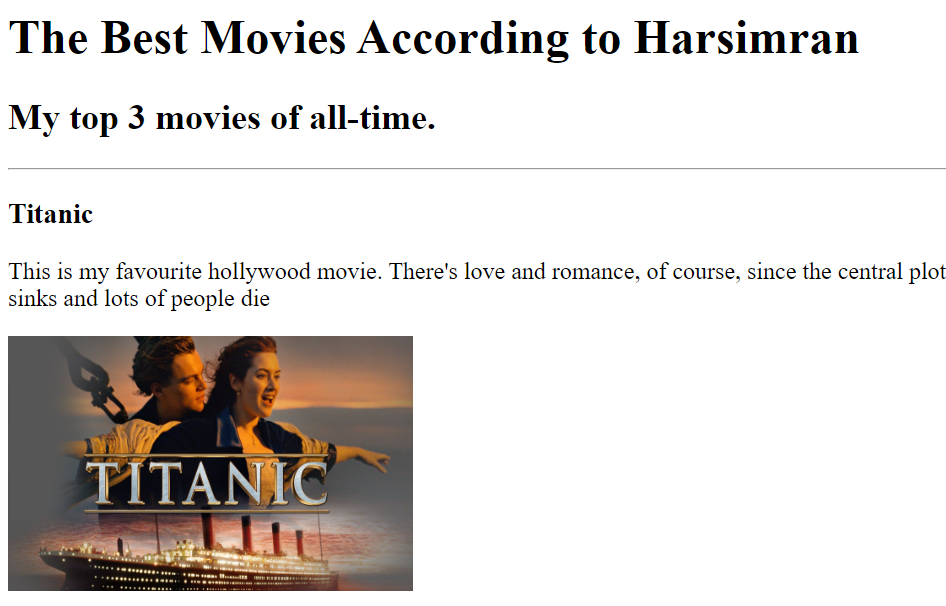 The Best Movies According to Harsimran
My top 3 movies of all-time.
Titanic
This is my favourite hollywood movie. There's love and romance, of course, since the central plot
sinks and lots of people die
TITANIC